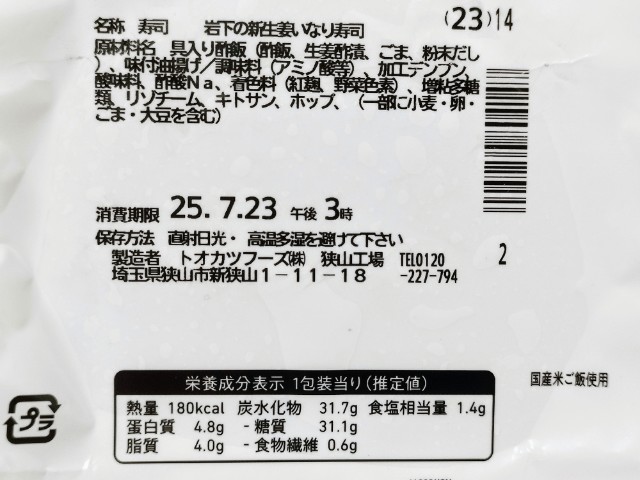 名称 寿司 岩下の新生姜いなり寿司
(23)14
原材料名 具入り酢飯(酢飯、生姜酢漬、ごま、粉末だし
)、味付油揚げ/調味料(アミノ酸等)、加工デンプン、
酸味料、酢酸Na、着色料(紅麹、野菜色素)、増粘多糖
類、リゾチーム、キトサン、ホップ、(一部に小麦・卵・
ごま・大豆を含む)
消費期限 25.7.23 午後 3時
保存方法 直射日光・高温多湿を避けて下さい
製造者 トオカツフーズ㈱ 狭山工場 TEL0120
埼玉県狭山市新狭山1-11-18 -227-794
2
栄養成分表示 1包装当り(推定値)
熱量 180kcal 炭水化物 31.7g 食塩相当量 1.4g
蛋白質 4.8g -糖質 31.1g
脂質 4.0g -食物繊維 0.6g
国産米ご飯使用
プラ